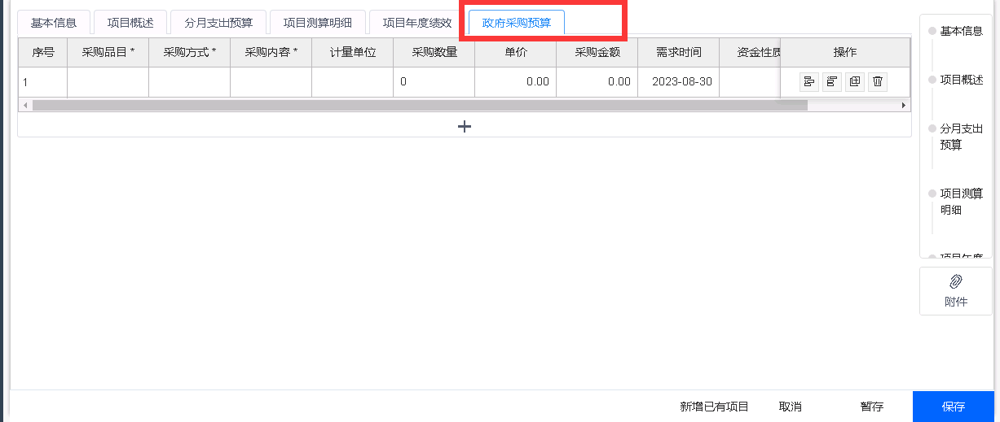 基本信息 项目概述 分月支出预算 项目测算明细 项目年度绩效 政府采购预算
序号 采购品目 * 采购方式 * 采购内容 * 计量单位 采购数量 单价 采购金额 需求时间 资金性质 操作
1 0 0.00 0.00 2023-08-30
基本信息
项目概述
分月支出
预算
项目测算
明细
项目年度
附件
新增已有项目 取消 暂存 保存